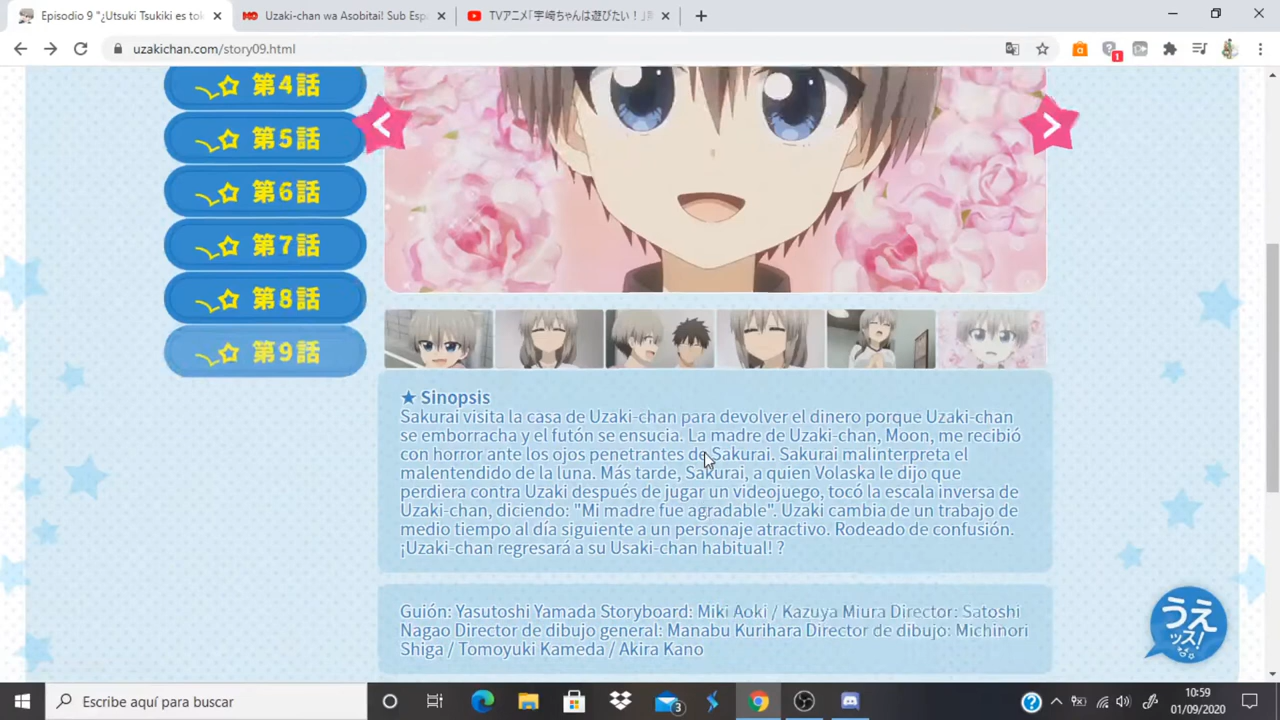 Episodio 9 "¿Utsuki Tsukiki es tok
Uzaki-chan wa Asobitai! Sub Esp
TVアニメ「宇崎ちゃんは遊びたい！」
uzakichan.com/story09.html
1
第4話
第5話
第6話
第7話
第8話
第9話
★ Sinopsis
Sakurai visita la casa de Uzaki-chan para devolver el dinero porque Uzaki-chan
se emborracha y el futón se ensucia. La madre de Uzaki-chan, Moon, me recibió
con horror ante los ojos penetrantes de Sakurai. Sakurai malinterpreta el
malentendido de la luna. Más tarde, Sakurai, a quien Volaska le dijo que
perdiera contra Uzaki después de jugar un videojuego, tocó la escala inversa de
Uzaki-chan, diciendo: "Mi madre fue agradable". Uzaki cambia de un trabajo de
medio tiempo al día siguiente a un personaje atractivo. Rodeado de confusión.
¡Uzaki-chan regresará a su Usaki-chan habitual! ?
Guión: Yasutoshi Yamada Storyboard: Miki Aoki / Kazuya Miura Director: Satoshi
Nagao Director de dibujo general: Manabu Kurihara Director de dibujo: Michinori
Shiga / Tomoyuki Kameda / Akira Kano
うえ
ッス!
Escribe aquí para buscar
3
10:59
01/09/2020